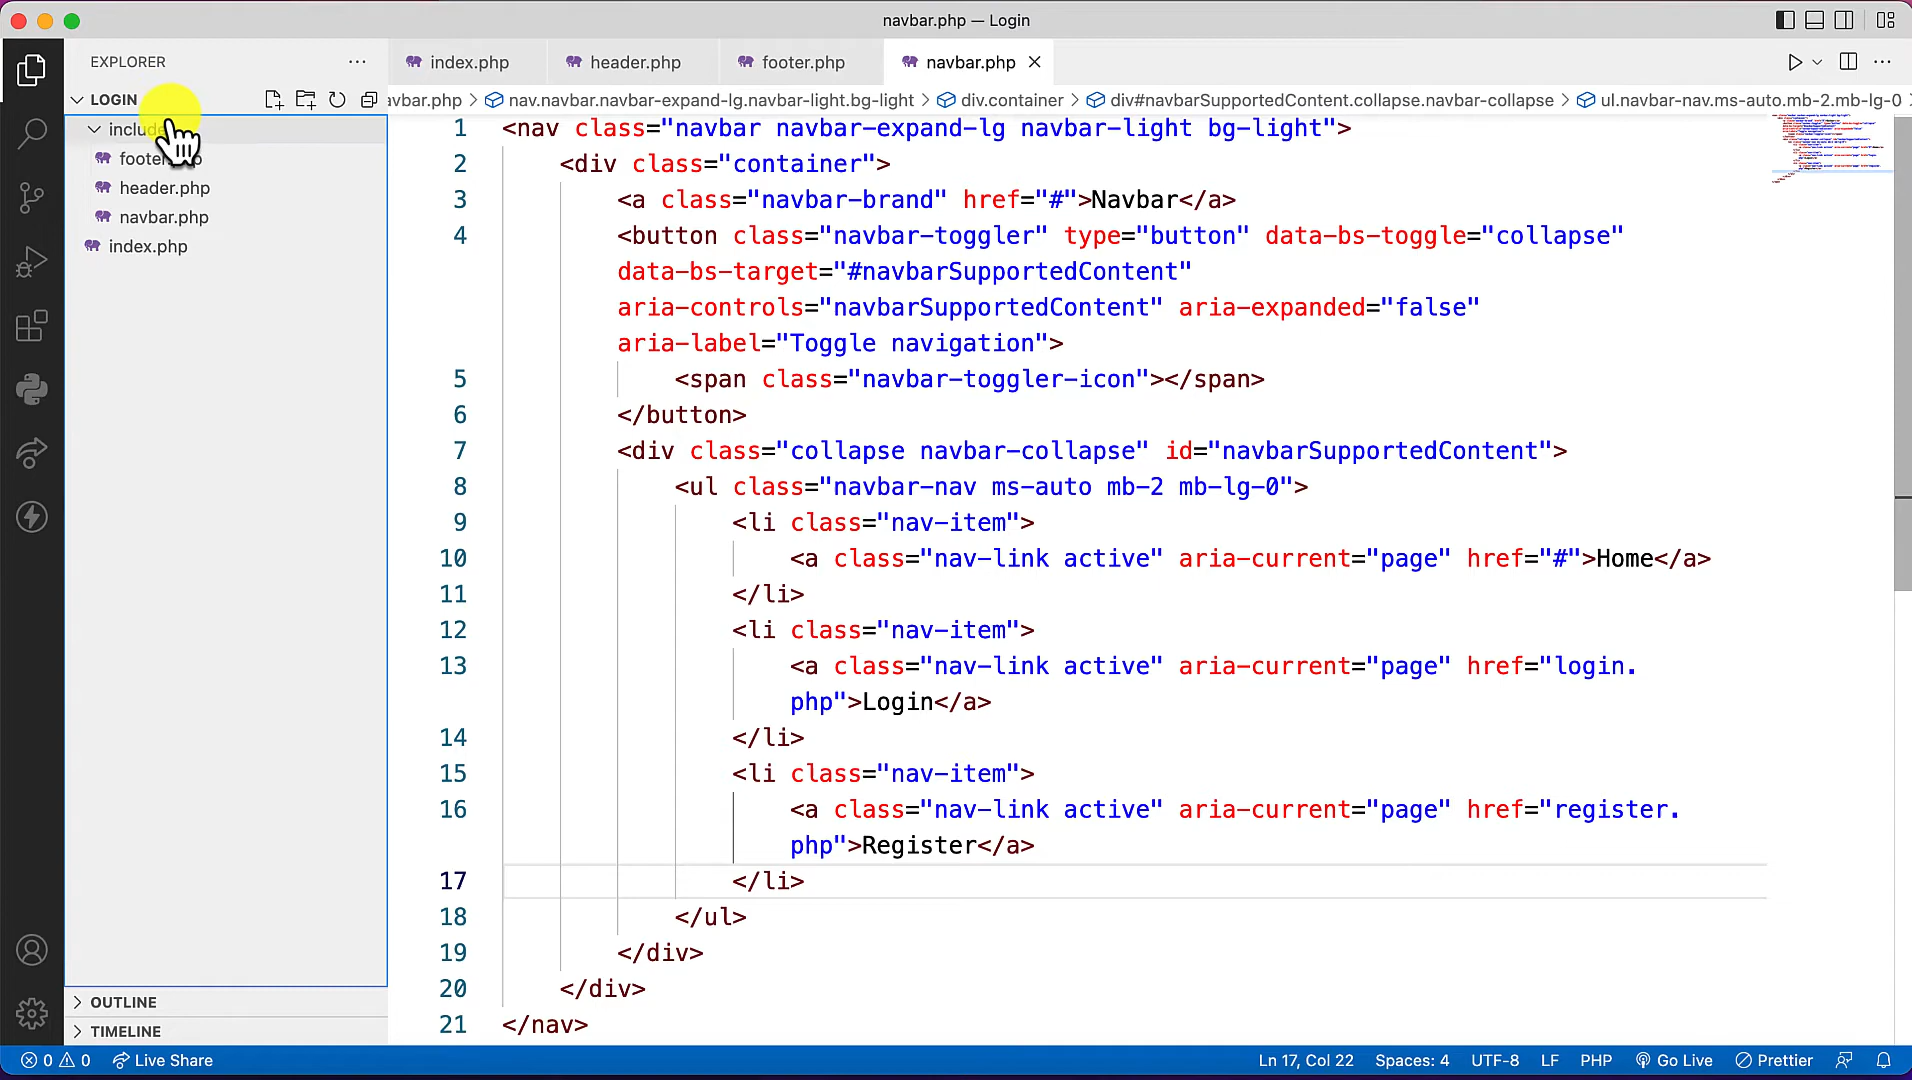 navbar.php — Login
EXPLORER
index.php
header.php
footer.php
navbar.php
LOGIN
avbar.php > nav.navbar.navbar-expand-lg.navbar-light.bg-light > div.container > div#navbarSupportedContent.collapse.navbar-collapse > ul.navbar-nav.ms-auto.mb-2.mb-lg-0
header.php
navbar.php
index.php
1 <nav class="navbar navbar-expand-lg navbar-light bg-light">
2 <div class="container">
3 <a class="navbar-brand" href="#">Navbar</a>
4 <button class="navbar-toggler" type="button" data-bs-toggle="collapse"
data-bs-target="#navbarSupportedContent"
aria-controls="navbarSupportedContent" aria-expanded="false"
aria-label="Toggle navigation">
5 <span class="navbar-toggler-icon"></span>
6 </button>
7 <div class="collapse navbar-collapse" id="navbarSupportedContent">
8 <ul class="navbar-nav ms-auto mb-2 mb-lg-0">
9 <li class="nav-item">
10 <a class="nav-link active" aria-current="page" href="#">Home</a>
11 </li>
12 <li class="nav-item">
13 <a class="nav-link active" aria-current="page" href="login.
php">Login</a>
14 </li>
15 <li class="nav-item">
16 <a class="nav-link active" aria-current="page" href="register.
php">Register</a>
17 </li>
18 </ul>
19 </div>
20 </div>
21 </nav>
OUTLINE
TIMELINE
0 0 Live Share
Ln 17, Col 22 Spaces: 4 UTF-8 LF PHP Go Live Prettier